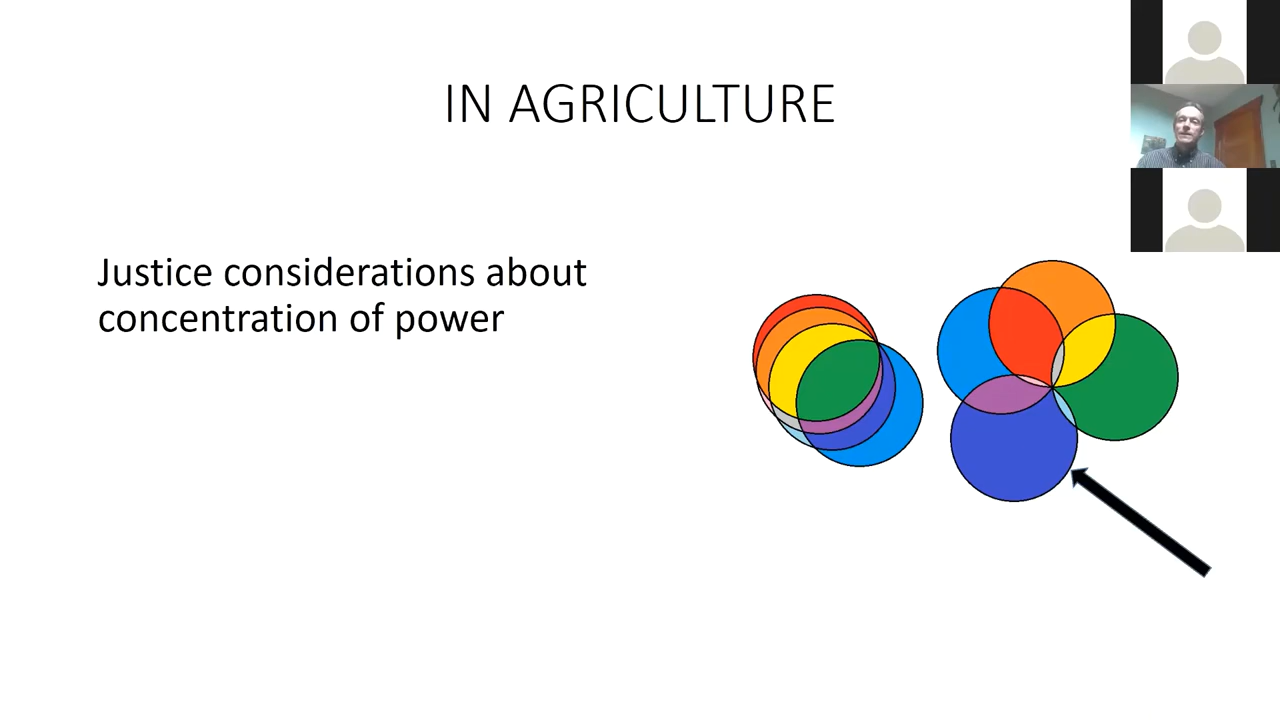 IN AGRICULTURE
Justice considerations about
concentration of power